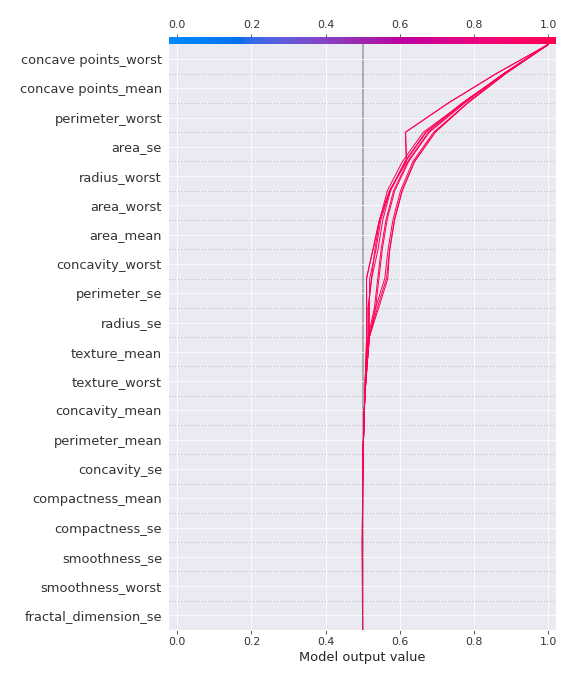 0.0 0.2 0.4 0.6 0.8 1.0
concave points_worst
concave points_mean
perimeter_worst
area_se
radius_worst
area_worst
area_mean
concavity_worst
perimeter_se
radius_se
texture_mean
texture_worst
concavity_mean
perimeter_mean
concavity_se
compactness_mean
compactness_se
smoothness_se
smoothness_worst
fractal_dimension_se
0.0 0.2 0.4 0.6 0.8 1.0
Model output value